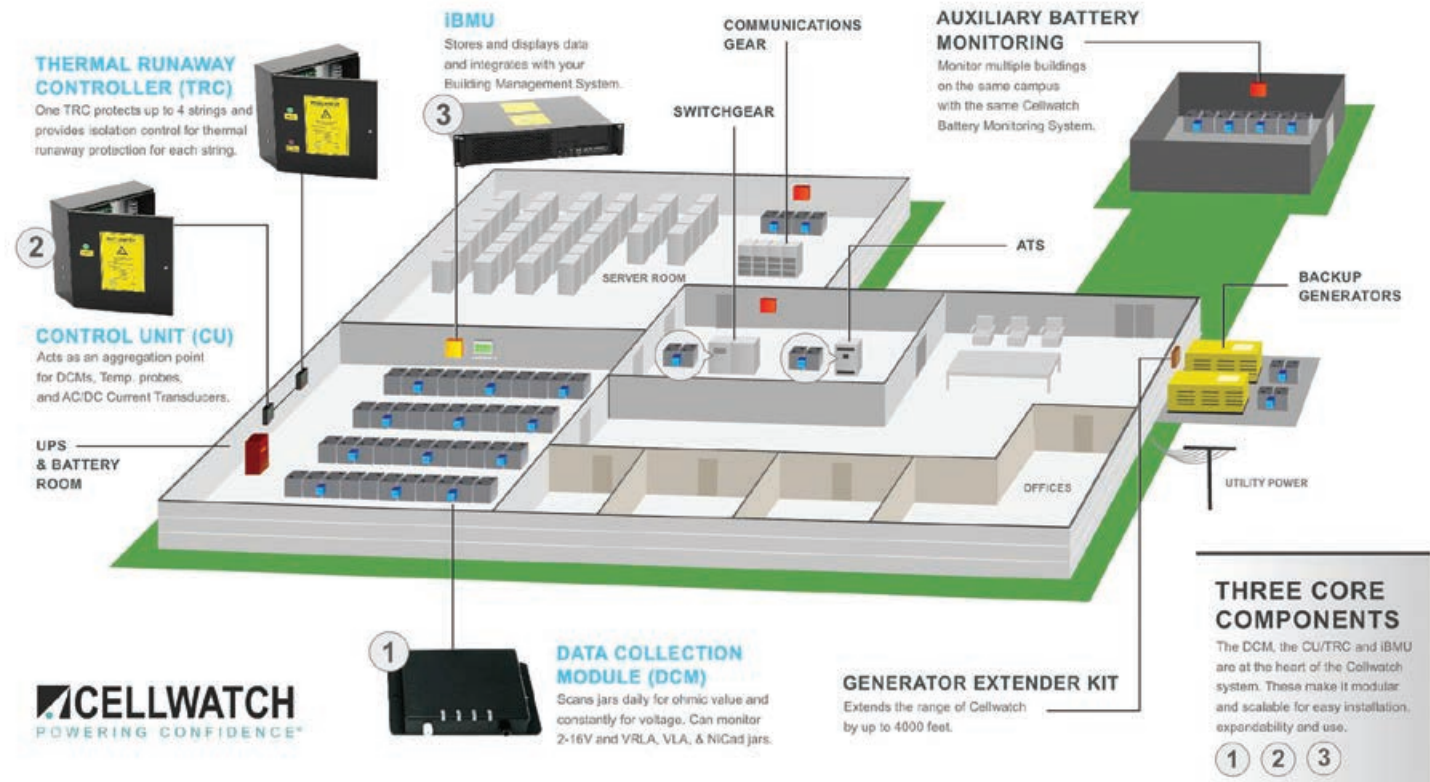 THERMAL RUNAWAY
CONTROLLER (TRC)
One TRC protects up to 4 strings and
provides isolation control for thermal
runaway protection for each string.
iBMU
Stores and displays data
and integrates with your
Building Management System.
3
COMMUNICATIONS
GEAR
SWITCHGEAR
AUXILIARY BATTERY
MONITORING
Monitor multiple buildings
on the same campus
with the same Cellwatch
Battery Monitoring System.
2
CONTROL UNIT (CU)
Acts as an aggregation point
for DCMs, Temp. probes,
and AC/DC Current Transducers.
SERVER ROOM
ATS
BACKUP
GENERATORS
UPS
& BATTERY
ROOM
OFFICES
UTILITY POWER
1
DATA COLLECTION
MODULE (DCM)
Scans jars daily for ohmic value and
constantly for voltage. Can monitor
2-16V and VRLA, VLA, & NiCad jars.
GENERATOR EXTENDER KIT
Extends the range of Cellwatch
by up to 4000 feet.
THREE CORE
COMPONENTS
The DCM, the CU/TRC and iBMU
are at the heart of the Cellwatch
system. These make it modular
and scalable for easy installation,
expandability and use.
1 2 3
CELLWATCH
POWERING CONFIDENCE®